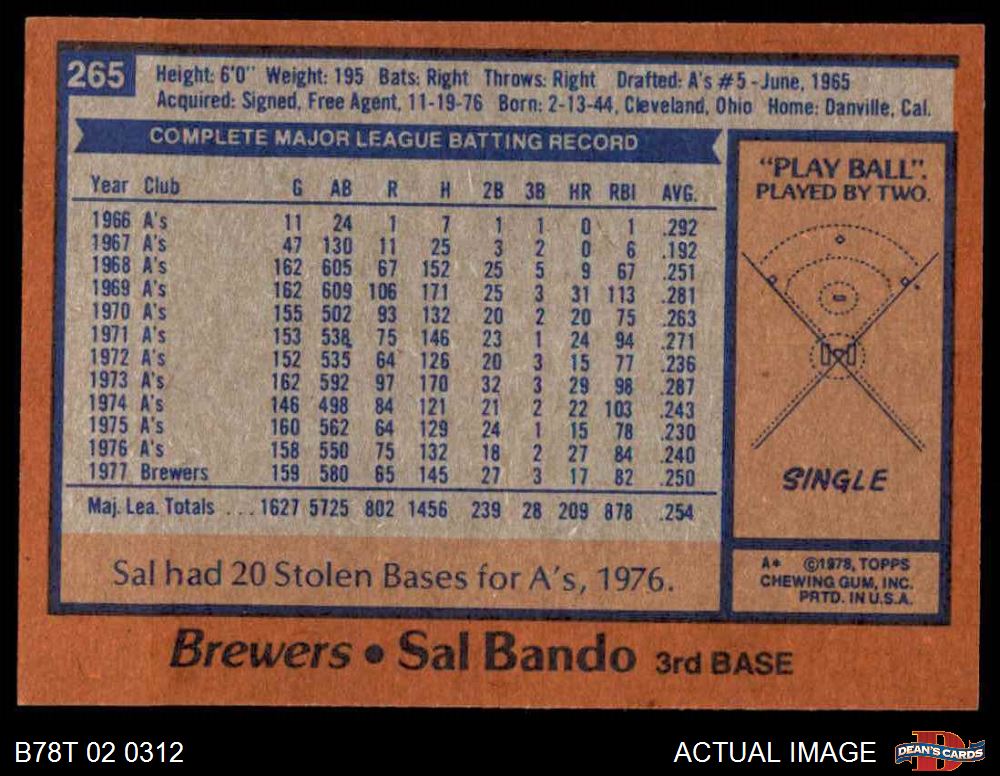 265
Height: 6'0" Weight: 195 Bats: Right Throws: Right Drafted: A's #5 - June, 1965
Acquired: Signed, Free Agent, 11-19-76 Born: 2-13-44, Cleveland, Ohio Home: Danville, Cal.
COMPLETE MAJOR LEAGUE BATTING RECORD
Year Club G AB R H 2B 3B HR RBI AVG.
1966 A's 11 24 1 7 1 1 0 1 .292
1967 A's 47 130 11 25 3 2 0 6 .192
1968 A's 162 605 67 152 25 5 9 67 .251
1969 A's 162 609 106 171 25 3 31 113 .281
1970 A's 155 502 93 132 20 2 20 75 .263
1971 A's 153 538 75 146 23 1 24 94 .271
1972 A's 152 535 64 126 20 3 15 77 .236
1973 A's 162 592 97 170 32 3 29 98 .287
1974 A's 146 498 84 121 21 2 22 103 .243
1975 A's 160 562 64 129 24 1 15 78 .230
1976 A's 158 550 75 132 18 2 27 84 .240
1977 Brewers 159 580 65 145 27 3 17 82 .250
Maj. Lea. Totals ... 1627 5725 802 1456 239 28 209 878 .254
Sal had 20 Stolen Bases for A's, 1976.
"PLAY BALL".
PLAYED BY TWO.
SINGLE
A* ©1978, TOPPS
CHEWING GUM, INC.
PRTD. IN U.S.A.
Brewers • Sal Bando 3rd BASE
B78T 02 0312
ACTUAL IMAGE
DEAN'S CARDS